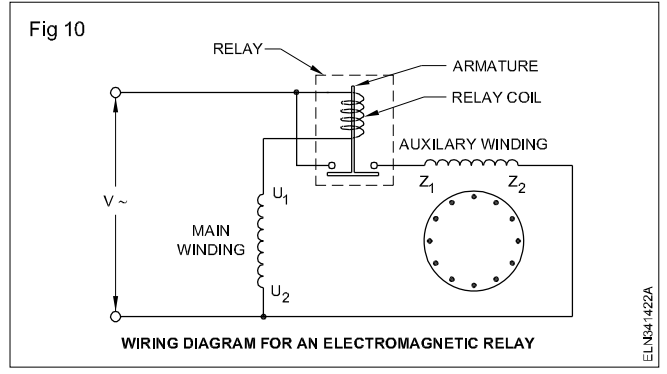 Fig 10
RELAY
ARMATURE
RELAY COIL
AUXILARY WINDING
Z1 Z2
V ~
U1
MAIN
WINDING
U2
WIRING DIAGRAM FOR AN ELECTROMAGNETIC RELAY
ELN341422A